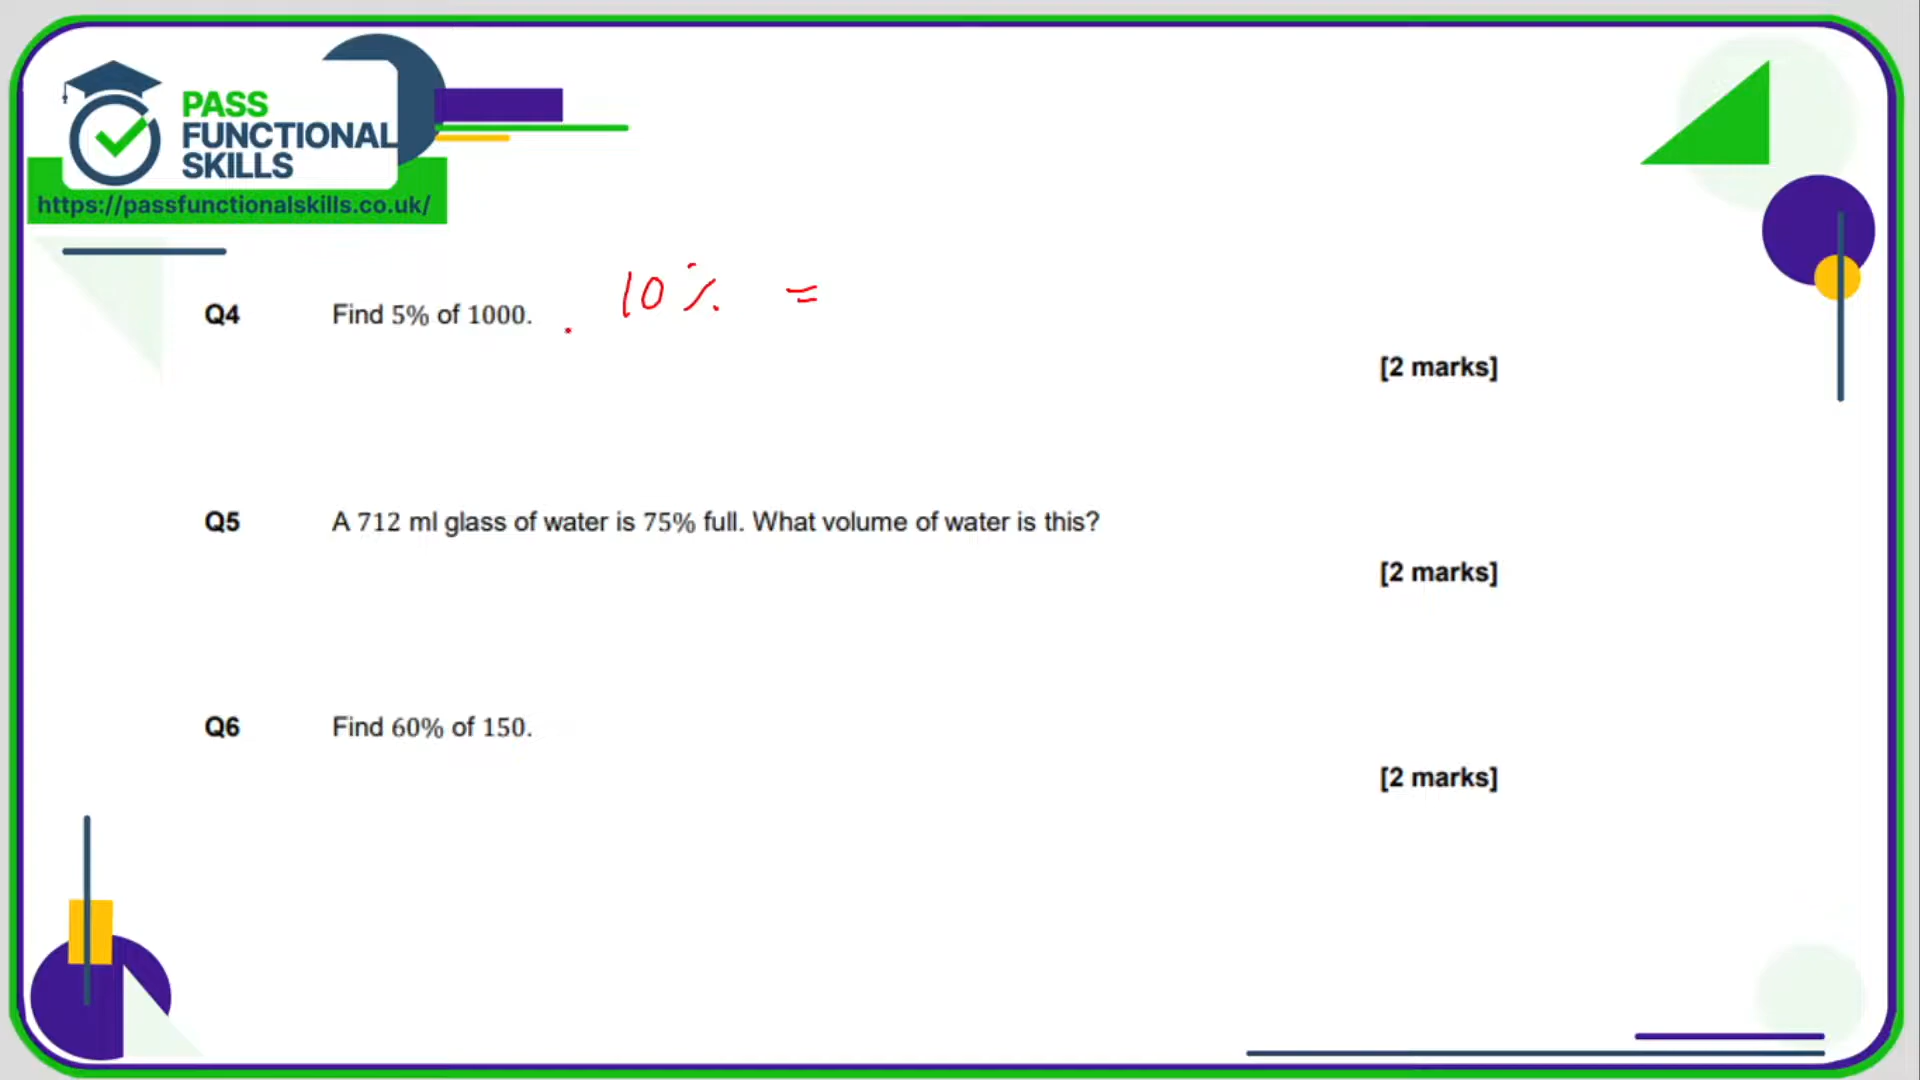 PASS
FUNCTIONAL
SKILLS
https://passfunctionalskills.co.uk/
Q4 Find 5% of 1000. 10% =
[2 marks]
Q5 A 712 ml glass of water is 75% full. What volume of water is this?
[2 marks]
Q6 Find 60% of 150.
[2 marks]